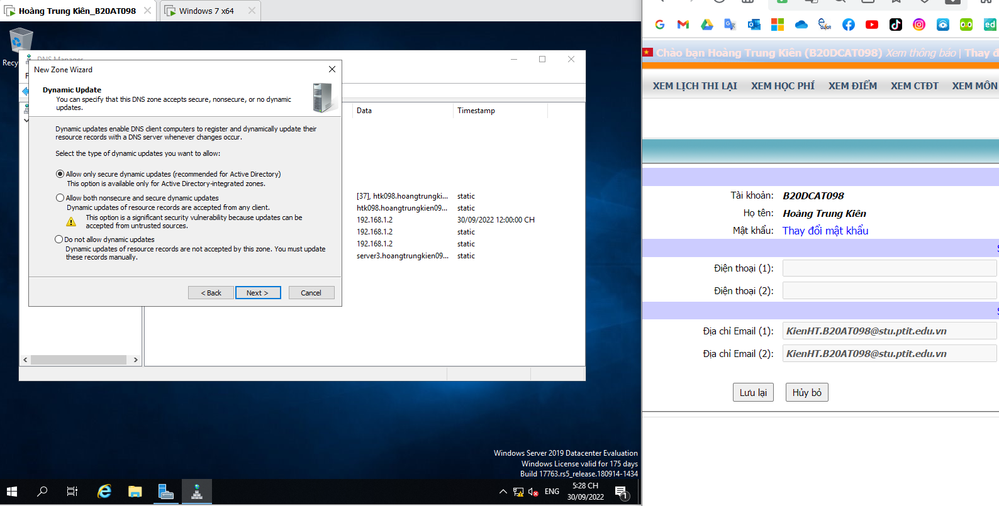 Hoàng Trung Kiên_B20AT098
Windows 7 x64
DNS Manager
New Zone Wizard
Dynamic Update
You can specify that this DNS zone accepts secure, nonsecure, or no dynamic
updates.
Dynamic updates enable DNS client computers to register and dynamically update their
resource records with a DNS server whenever changes occur.
Select the type of dynamic updates you want to allow:
Allow only secure dynamic updates (recommended for Active Directory)
This option is available only for Active Directory-integrated zones.
Allow both nonsecure and secure dynamic updates
Dynamic updates of resource records are accepted from any client.
This option is a significant security vulnerability because updates can be
accepted from untrusted sources.
Do not allow dynamic updates
Dynamic updates of resource records are not accepted by this zone. You must update
these records manually.
< Back
Next >
Cancel
Data
Timestamp
[37], htk098.hoangtrungki... static
htk098.hoangtrungkien09... static
192.168.1.2 30/09/2022 12:00:00 CH
192.168.1.2 static
192.168.1.2 static
server3.hoangtrungkien09... static
Windows Server 2019 Datacenter Evaluation
Windows License valid for 175 days
Build 17763.rs5_release.180914-1434
ENG
5:28 CH
30/09/2022
1
Chào bạn Hoàng Trung Kiên (B20DCAT098) Xem thông báo | Thay đ
XEM LỊCH THI LẠI XEM HỌC PHÍ XEM ĐIỂM XEM CTĐT XEM MÔN
Tài khoản: B20DCAT098
Họ tên: Hoàng Trung Kiên
Mật khẩu: Thay đổi mật khẩu
Điện thoại (1):
Điện thoại (2):
Địa chỉ Email (1): KienHT.B20AT098@stu.ptit.edu.vn
Địa chỉ Email (2): KienHT.B20AT098@stu.ptit.edu.vn
Lưu lại
Hủy bỏ